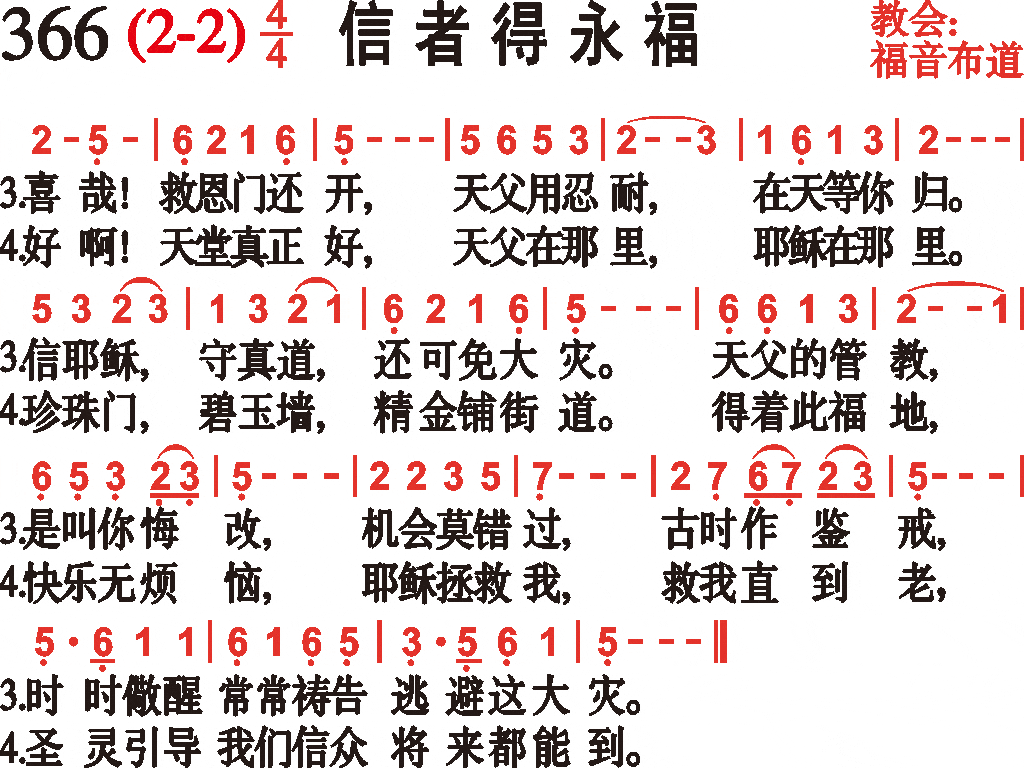 366 (2-2) 4/4 信者得永福 教会:
福音布道
2 - 5 - | 6 2 1 6 | 5 - - - | 5 6 5 3 | 2 - - 3 | 1 6 1 3 | 2 - - - |
3.喜哉！救恩门还开，天父用忍耐，在天等你归。
4.好啊！天堂真正好，天父在那里，耶稣在那里。
5 3 2 3 | 1 3 2 1 | 6 2 1 6 | 5 - - - | 6 6 1 3 | 2 - - 1 |
3.信耶稣，守真道，还可免大灾。天父的管教，
4.珍珠门，碧玉墙，精金铺街道。得着此福地，
6 5 3 2 3 | 5 - - - | 2 2 3 5 | 7 - - - | 2 7 6 7 2 3 | 5 - - - |
3.是叫你悔改，机会莫错过，古时作鉴戒，
4.快乐无烦恼，耶稣拯救我，救我直到老，
5 · 6 1 1 | 6 1 6 5 | 3 · 5 6 1 | 5 - - - ‖
3.时时儆醒常常祷告逃避这大灾。
4.圣灵引导我们信众将来都能到。